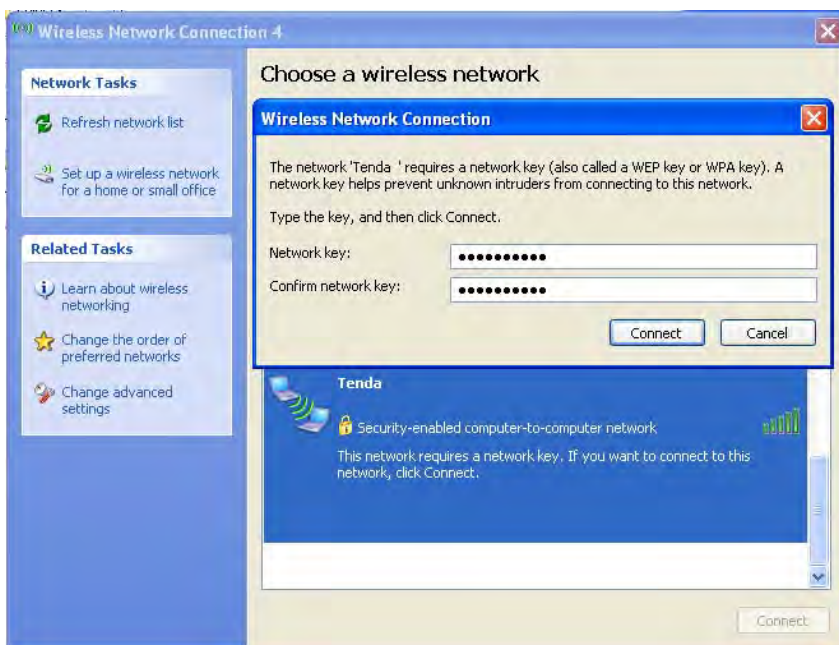 Wireless Network Connection 4
Network Tasks
Refresh network list
Set up a wireless network
for a home or small office
Related Tasks
Learn about wireless
networking
Change the order of
preferred networks
Change advanced
settings
Choose a wireless network
Wireless Network Connection
The network 'Tenda ' requires a network key (also called a WEP key or WPA key). A
network key helps prevent unknown intruders from connecting to this network.
Type the key, and then click Connect.
Network key: ●●●●●●●●●●
Confirm network key: ●●●●●●●●●●
Connect Cancel
Tenda
Security-enabled computer-to-computer network
This network requires a network key. If you want to connect to this
network, click Connect.
Connect